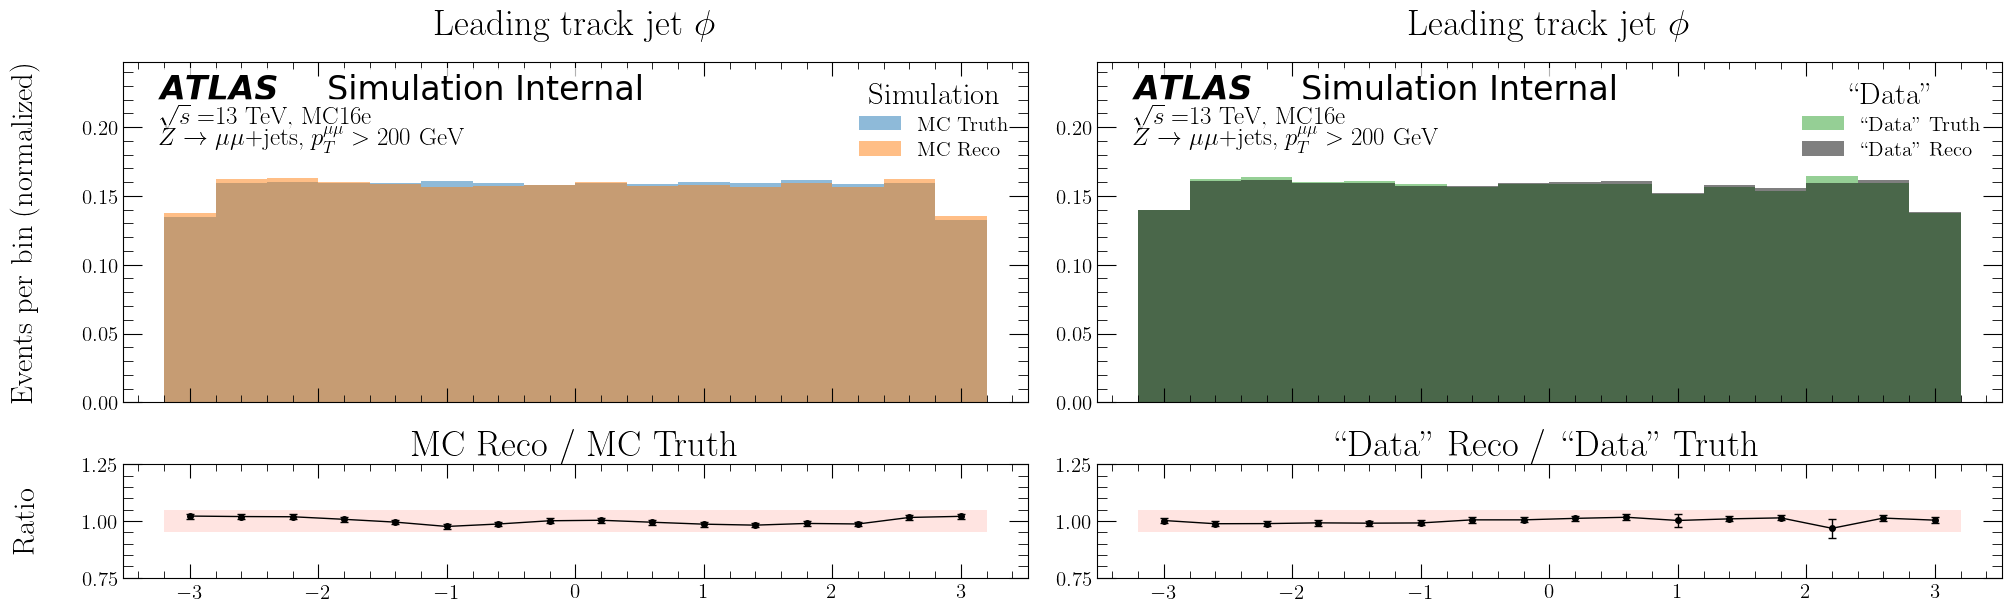 Leading track jet ϕ
Events per bin (normalized)
ATLAS Simulation Internal
√s =13 TeV, MC16e
Z → μμ+jets, p_T^{μμ} > 200 GeV
Simulation
MC Truth
MC Reco
0.20
0.15
0.10
0.05
0.00
MC Reco / MC Truth
Ratio
1.25
1.00
0.75
−3 −2 −1 0 1 2 3
Leading track jet ϕ
ATLAS Simulation Internal
√s =13 TeV, MC16e
Z → μμ+jets, p_T^{μμ} > 200 GeV
“Data”
“Data” Truth
“Data” Reco
0.20
0.15
0.10
0.05
0.00
“Data” Reco / “Data” Truth
1.25
1.00
0.75
−3 −2 −1 0 1 2 3